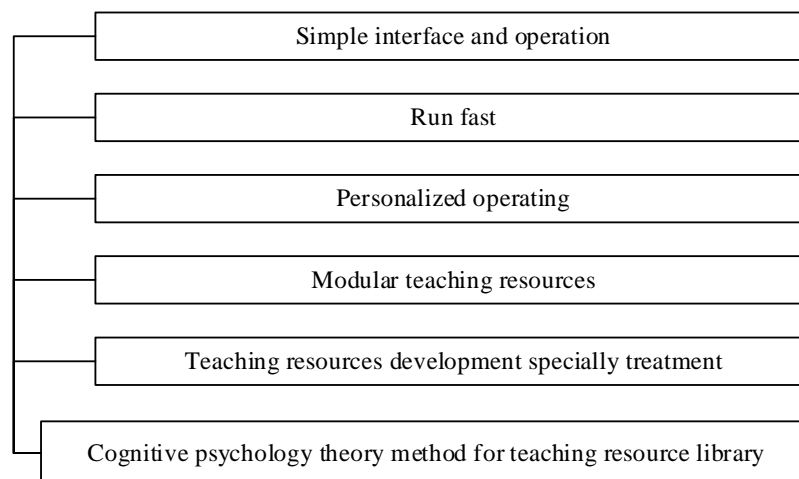 Simple interface and operation
Run fast
Personalized operating
Modular teaching resources
Teaching resources development specially treatment
Cognitive psychology theory method for teaching resource library